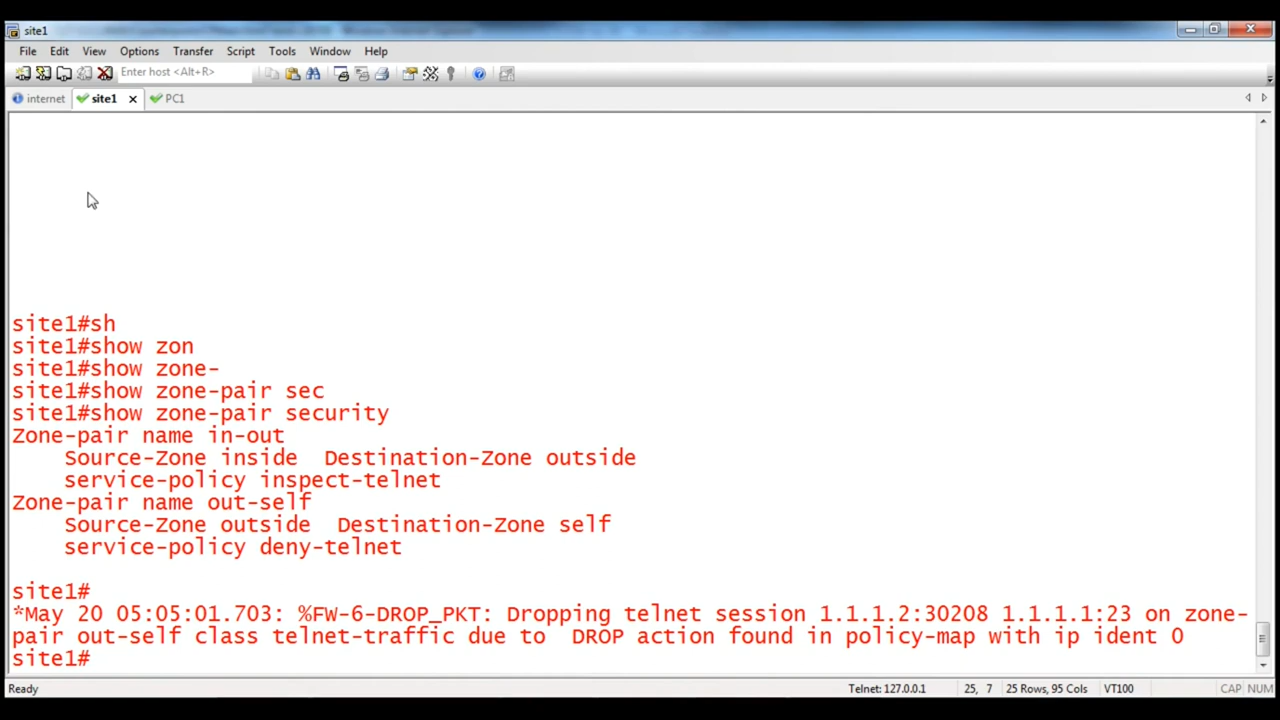 site1
File Edit View Options Transfer Script Tools Window Help
Enter host <Alt+R>
internet site1 PC1
site1#sh
site1#show zon
site1#show zone-
site1#show zone-pair sec
site1#show zone-pair security
Zone-pair name in-out
Source-Zone inside Destination-Zone outside
service-policy inspect-telnet
Zone-pair name out-self
Source-Zone outside Destination-Zone self
service-policy deny-telnet
site1#
*May 20 05:05:01.703: %FW-6-DROP_PKT: Dropping telnet session 1.1.1.2:30208 1.1.1.1:23 on zone-
pair out-self class telnet-traffic due to DROP action found in policy-map with ip ident 0
site1#
Ready Telnet: 127.0.0.1 25, 7 25 Rows, 95 Cols VT100 CAP NUM